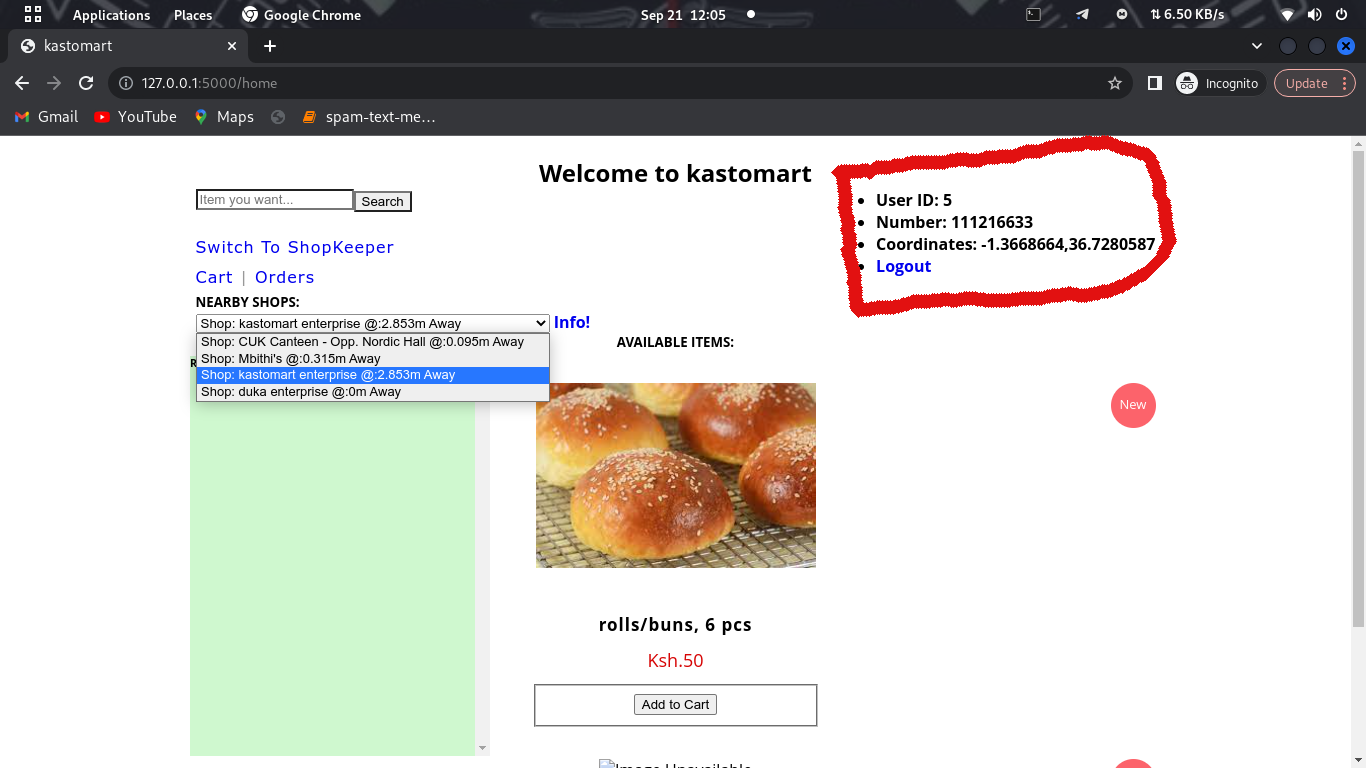 Applications Places Google Chrome Sep 21 12:05 6.50 KB/s
kastomart
127.0.0.1:5000/home Incognito Update
Gmail YouTube Maps spam-text-me...
Welcome to kastomart
Item you want... Search
User ID: 5
Number: 111216633
Coordinates: -1.3668664,36.7280587
Logout
Switch To ShopKeeper
Cart | Orders
NEARBY SHOPS:
Shop: kastomart enterprise @:2.853m Away Info!
Shop: CUK Canteen - Opp. Nordic Hall @:0.095m Away
Shop: Mbithi's @:0.315m Away
Shop: kastomart enterprise @:2.853m Away
Shop: duka enterprise @:0m Away
AVAILABLE ITEMS:
New
rolls/buns, 6 pcs
Ksh.50
Add to Cart
Image Unavailable